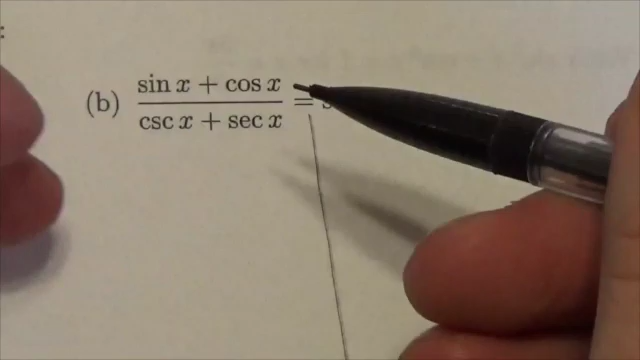 (b) sin x + cos x
csc x + sec x =